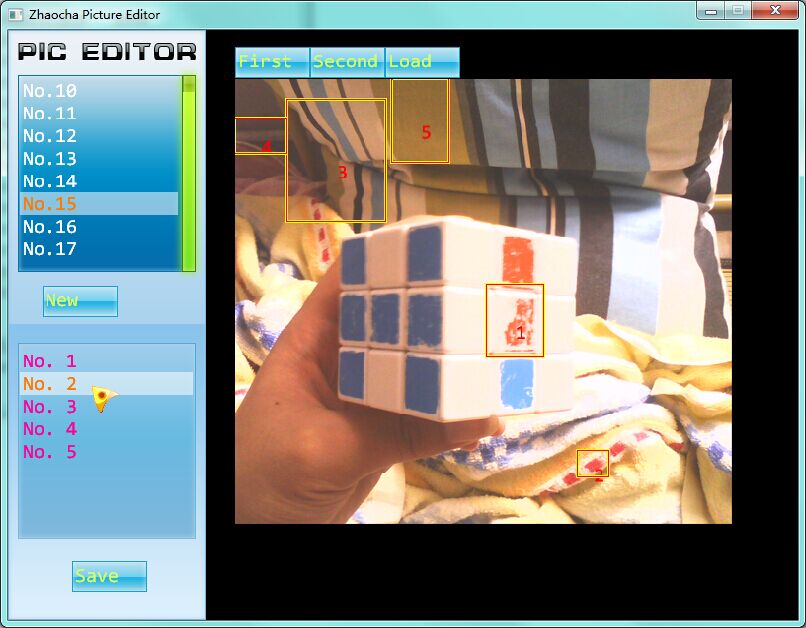 Zhaocha Picture Editor
PIC EDITOR
No.10
No.11
No.12
No.13
No.14
No.15
No.16
No.17
New
No. 1
No. 2
No. 3
No. 4
No. 5
Save
First Second Load
4
3
5
1
2